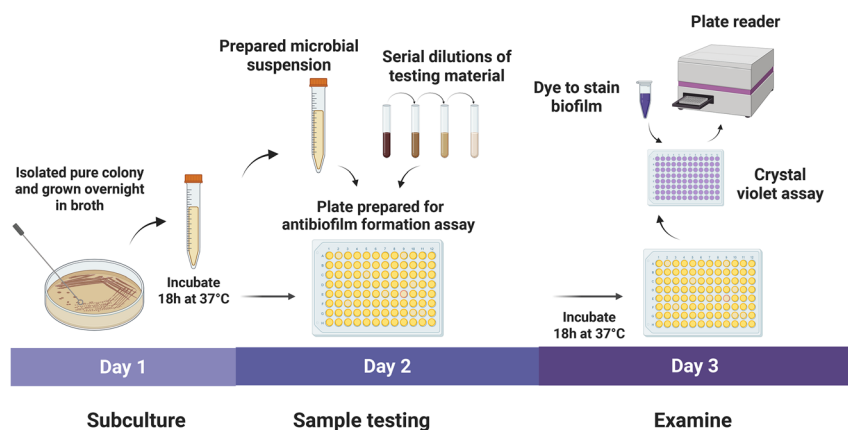 Isolated pure colony
and grown overnight
in broth
Incubate
18h at 37°C
Prepared microbial
suspension
Serial dilutions of
testing material
Plate prepared for
antibiofilm formation assay
Incubate
18h at 37°C
Dye to stain
biofilm
Plate reader
Crystal
violet assay
Day 1
Day 2
Day 3
Subculture
Sample testing
Examine